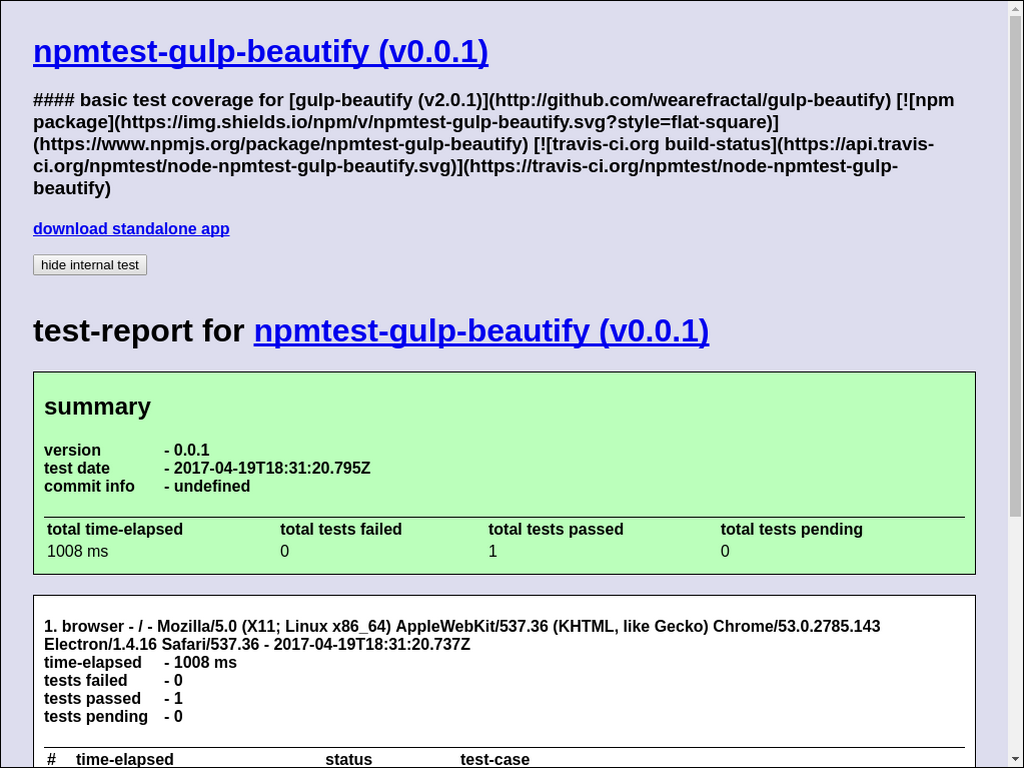 npmtest-gulp-beautify (v0.0.1)
#### basic test coverage for [gulp-beautify (v2.0.1)](http://github.com/wearefractal/gulp-beautify) [![npm
package](https://img.shields.io/npm/v/npmtest-gulp-beautify.svg?style=flat-square)]
(https://www.npmjs.org/package/npmtest-gulp-beautify) [![travis-ci.org build-status](https://api.travis-
ci.org/npmtest/node-npmtest-gulp-beautify.svg)](https://travis-ci.org/npmtest/node-npmtest-gulp-
beautify)
download standalone app
hide internal test
test-report for npmtest-gulp-beautify (v0.0.1)
summary
version - 0.0.1
test date - 2017-04-19T18:31:20.795Z
commit info - undefined
total time-elapsed total tests failed total tests passed total tests pending
1008 ms 0 1 0
1. browser - / - Mozilla/5.0 (X11; Linux x86_64) AppleWebKit/537.36 (KHTML, like Gecko) Chrome/53.0.2785.143
Electron/1.4.16 Safari/537.36 - 2017-04-19T18:31:20.737Z
time-elapsed - 1008 ms
tests failed - 0
tests passed - 1
tests pending - 0
# time-elapsed status test-case